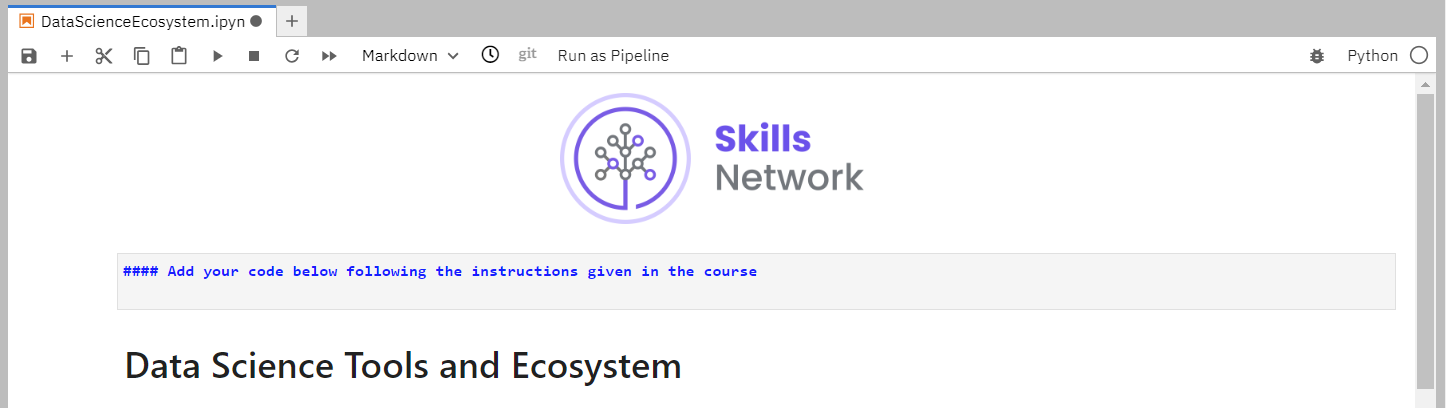 DataScienceEcosystem.ipyn
Markdown git Run as Pipeline Python
Skills
Network
#### Add your code below following the instructions given in the course
Data Science Tools and Ecosystem